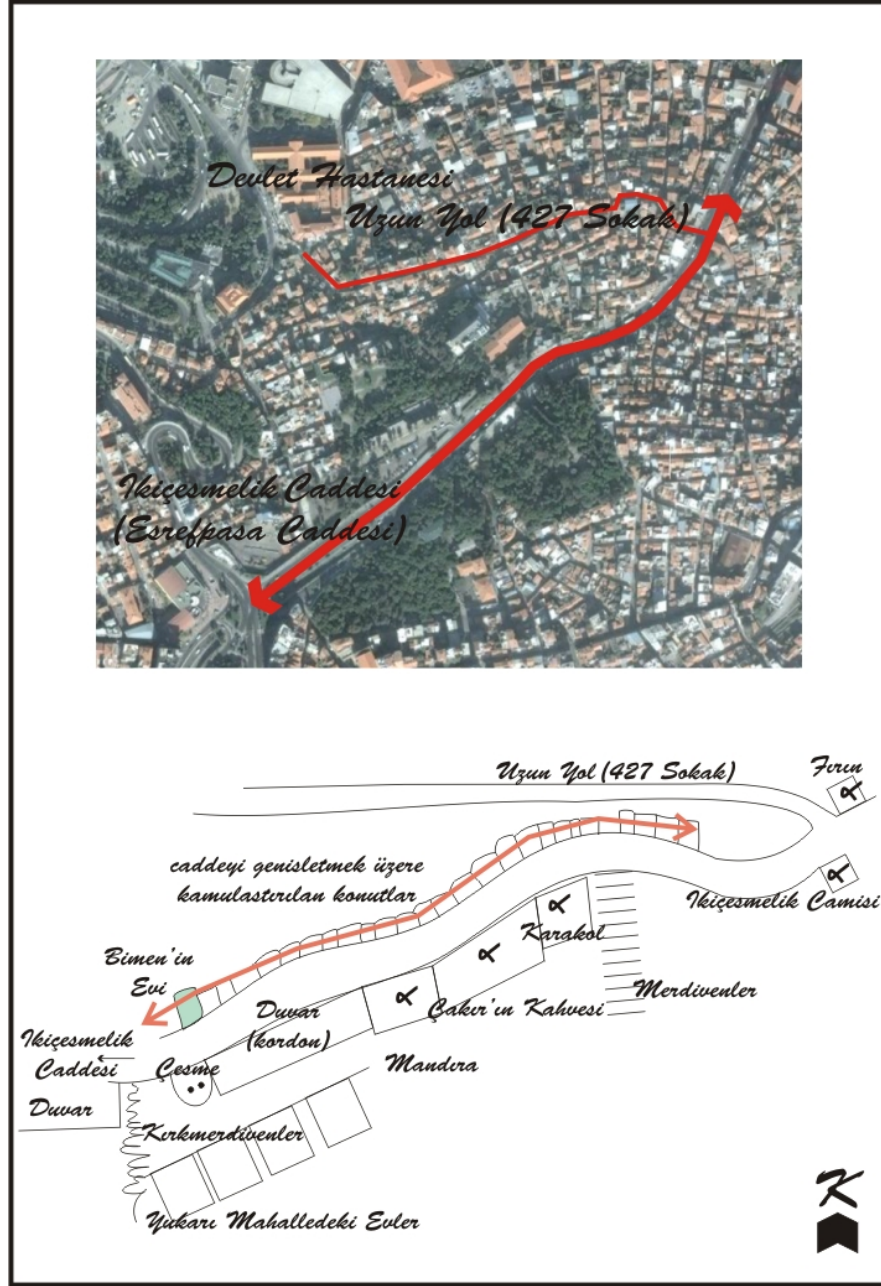 Devlet Hastanesi
Uzun Yol (427 Sokak)
Ikiçesmelik Caddesi
(Esrefpasa Caddesi)
Uzun Yol (427 Sokak)
Fırın
caddeyi genisletmek üzere
kamulastırılan konutlar
Ikiçesmelik Camisi
Karakol
Bimen'in
Evi
Merdivenler
Duvar
(kordon)
Çakır'ın Kahvesi
Ikiçesmelik
Caddesi
Çesme
Mandıra
Duvar
Kırkmerdivenler
Yukarı Mahalledeki Evler
K